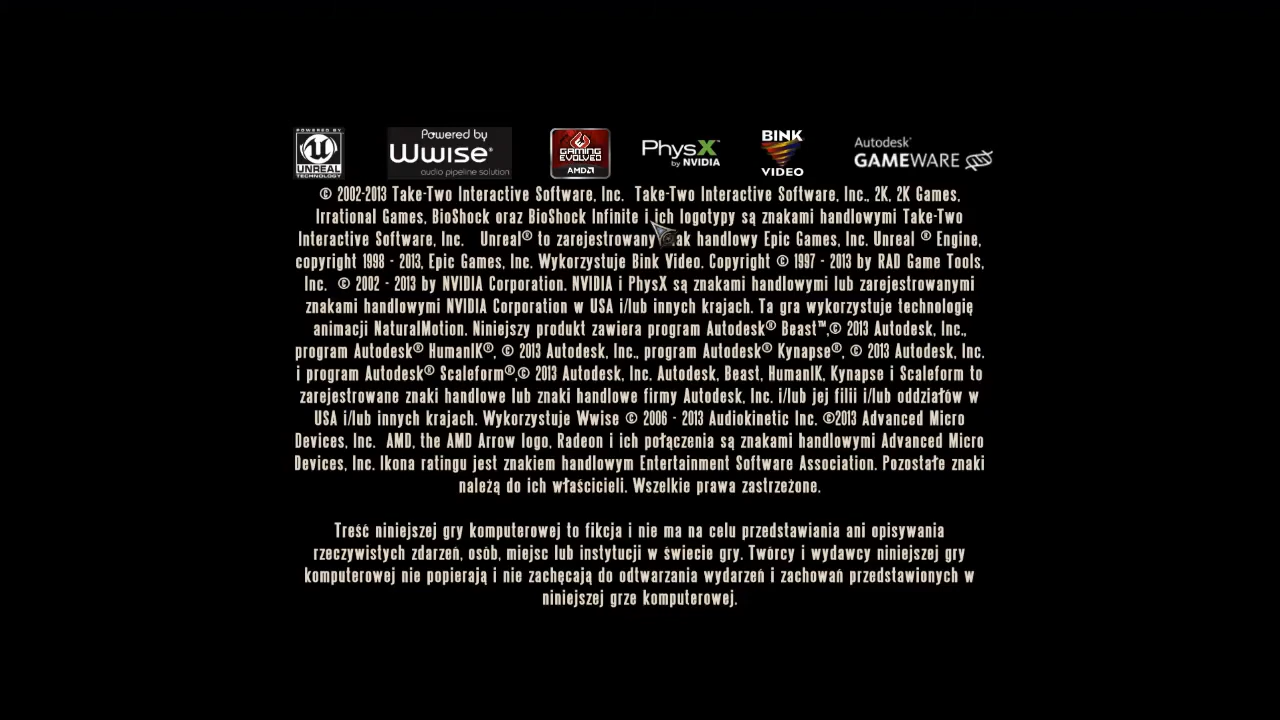 POWERED BY
UNREAL
TECHNOLOGY
Powered by
Wwise®
audio pipeline solution
GAMING
EVOLVED
AMD
PhysX
by NVIDIA
BINK
VIDEO
Autodesk®
GAMEWARE
© 2002-2013 Take-Two Interactive Software, Inc. Take-Two Interactive Software, Inc., 2K, 2K Games,
Irrational Games, BioShock oraz BioShock Infinite i ich logotypy są znakami handlowymi Take-Two
Interactive Software, Inc. Unreal® to zarejestrowany znak handlowy Epic Games, Inc. Unreal ® Engine,
copyright 1998 - 2013, Epic Games, Inc. Wykorzystuje Bink Video. Copyright © 1997 - 2013 by RAD Game Tools,
Inc. © 2002 - 2013 by NVIDIA Corporation. NVIDIA i PhysX są znakami handlowymi lub zarejestrowanymi
znakami handlowymi NVIDIA Corporation w USA i/lub innych krajach. Ta gra wykorzystuje technologię
animacji NaturalMotion. Niniejszy produkt zawiera program Autodesk® Beast™,© 2013 Autodesk, Inc.,
program Autodesk® HumanIK®, © 2013 Autodesk, Inc., program Autodesk® Kynapse®, © 2013 Autodesk, Inc.
i program Autodesk® Scaleform®,© 2013 Autodesk, Inc. Autodesk, Beast, HumanIK, Kynapse i Scaleform to
zarejestrowane znaki handlowe lub znaki handlowe firmy Autodesk, Inc. i/lub jej filii i/lub oddziałów w
USA i/lub innych krajach. Wykorzystuje Wwise © 2006 - 2013 Audiokinetic Inc. ©2013 Advanced Micro
Devices, Inc. AMD, the AMD Arrow logo, Radeon i ich połączenia są znakami handlowymi Advanced Micro
Devices, Inc. Ikona ratingu jest znakiem handlowym Entertainment Software Association. Pozostałe znaki
należą do ich właścicieli. Wszelkie prawa zastrzeżone.
Treść niniejszej gry komputerowej to fikcja i nie ma na celu przedstawiania ani opisywania
rzeczywistych zdarzeń, osób, miejsc lub instytucji w świecie gry. Twórcy i wydawcy niniejszej gry
komputerowej nie popierają i nie zachęcają do odtwarzania wydarzeń i zachowań przedstawionych w
niniejszej grze komputerowej.